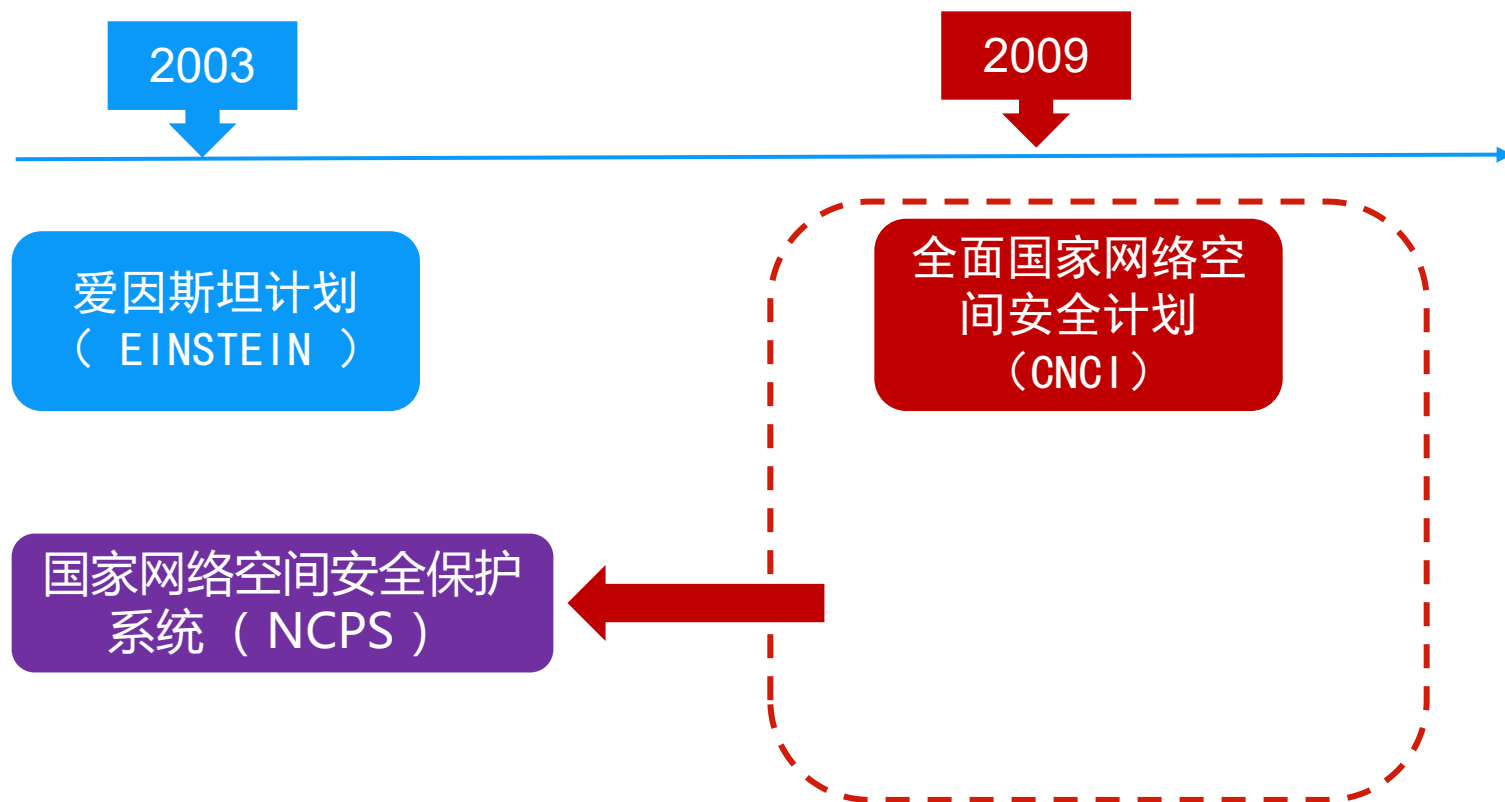 2003
2009
爱因斯坦计划
（ EINSTEIN ）
全面国家网络空
间安全计划
（CNCI）
国家网络空间安全保护
系统（ NCPS ）